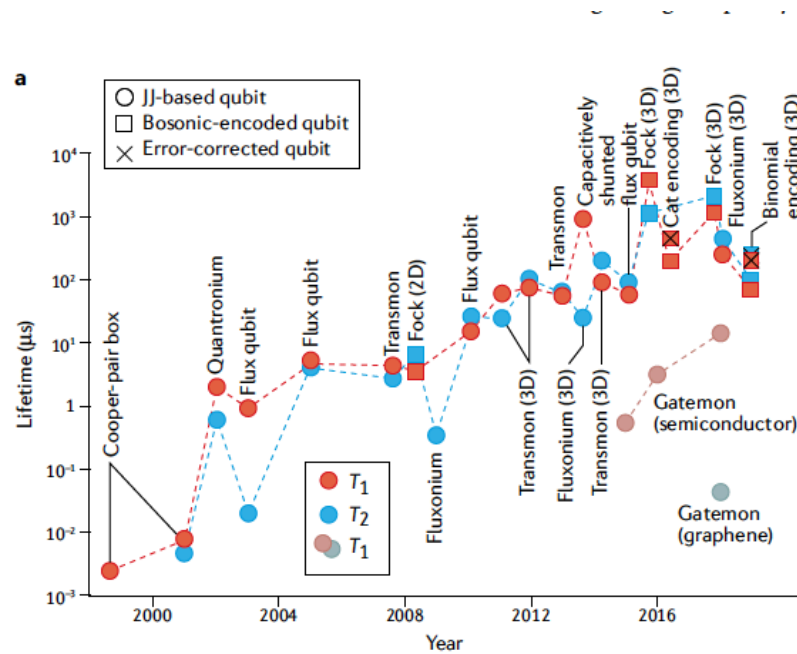 a
JJ-based qubit
Bosonic-encoded qubit
Error-corrected qubit
10⁴
10³
10²
10¹
1
10⁻¹
10⁻²
10⁻³
Lifetime (μs)
Cooper-pair box
Quantronium
Flux qubit
Flux qubit
Transmon
Fock (2D)
Fluxonium
Flux qubit
Transmon (3D)
Transmon
Fluxonium (3D)
Capacitively
shunted
flux qubit
Transmon (3D)
Fock (3D)
Cat encoding (3D)
Fock (3D)
Fluxonium (3D)
Binomial
encoding (3D)
Gatemon
(semiconductor)
Gatemon
(graphene)
T₁
T₂
T₁
2000
2004
2008
2012
2016
Year